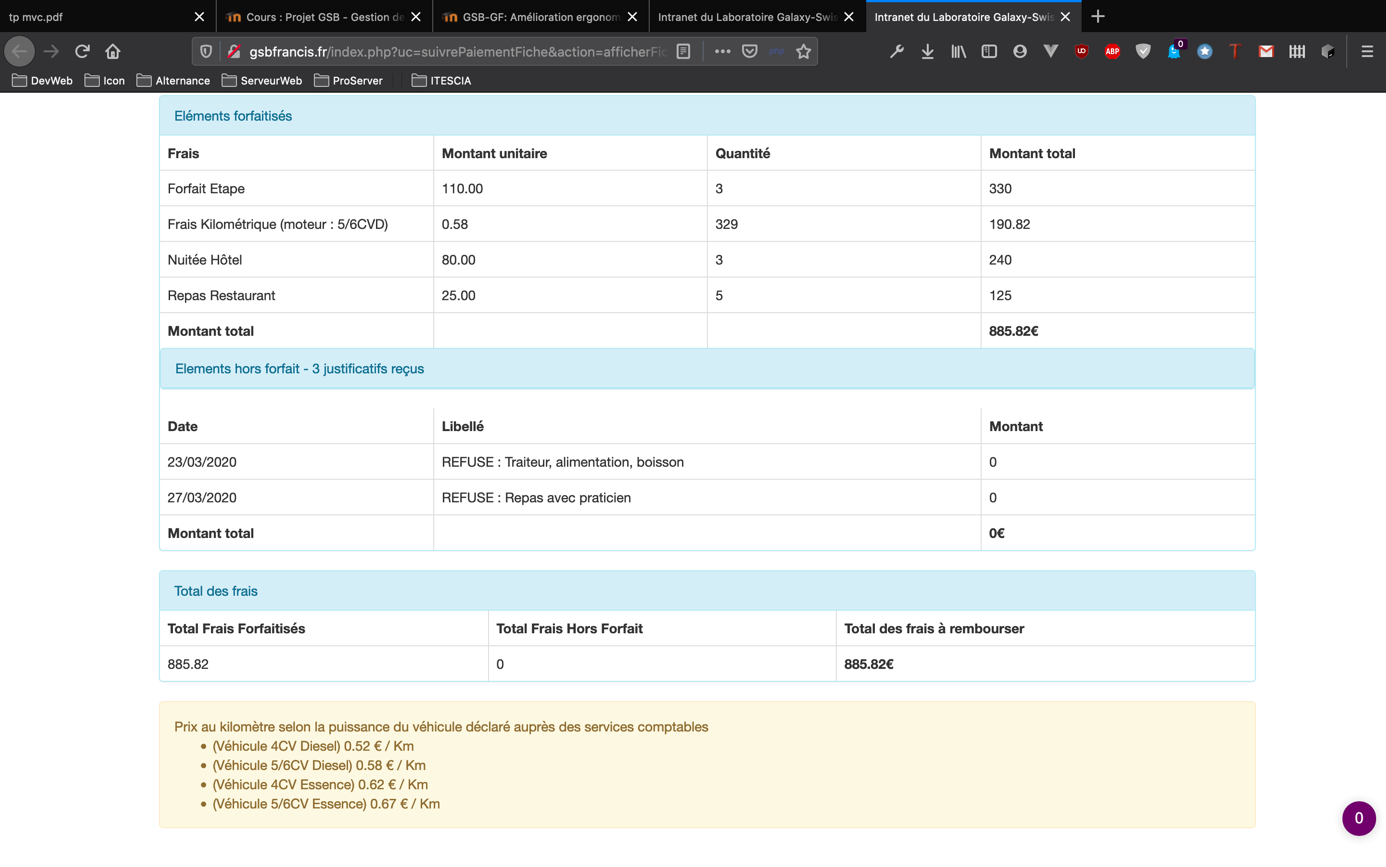 tp mvc.pdf
Cours : Projet GSB - Gestion de
GSB-GF: Amélioration ergonom
Intranet du Laboratoire Galaxy-Swis
Intranet du Laboratoire Galaxy-Swis
gsbfrancis.fr/index.php?uc=suivrePaiementFiche&action=afficherFic
php
UD
ABP
0
DevWeb Icon Alternance ServeurWeb ProServer ITESCIA
Eléments forfaitisés
Frais Montant unitaire Quantité Montant total
Forfait Etape 110.00 3 330
Frais Kilométrique (moteur : 5/6CVD) 0.58 329 190.82
Nuitée Hôtel 80.00 3 240
Repas Restaurant 25.00 5 125
Montant total 885.82€
Elements hors forfait - 3 justificatifs reçus
Date Libellé Montant
23/03/2020 REFUSE : Traiteur, alimentation, boisson 0
27/03/2020 REFUSE : Repas avec praticien 0
Montant total 0€
Total des frais
Total Frais Forfaitisés Total Frais Hors Forfait Total des frais à rembourser
885.82 0 885.82€
Prix au kilomètre selon la puissance du véhicule déclaré auprès des services comptables
(Véhicule 4CV Diesel) 0.52 € / Km
(Véhicule 5/6CV Diesel) 0.58 € / Km
(Véhicule 4CV Essence) 0.62 € / Km
(Véhicule 5/6CV Essence) 0.67 € / Km
0